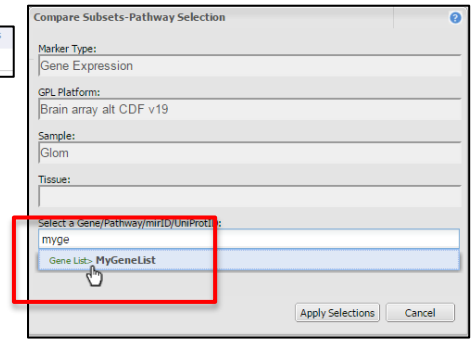 Compare Subsets-Pathway Selection
Marker Type:
Gene Expression
GPL Platform:
Brain array alt CDF v19
Sample:
Glom
Tissue:
Select a Gene/Pathway/mirID/UniProtID:
myge
Gene List> MyGeneList
Apply Selections Cancel